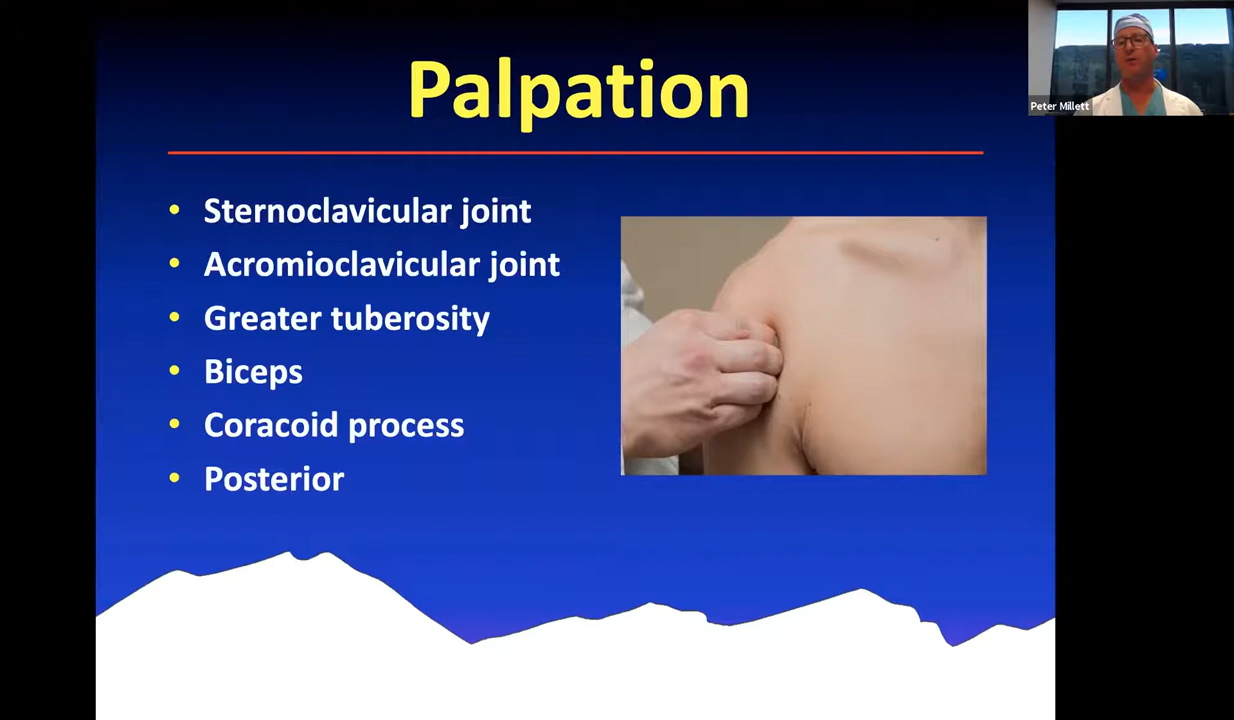 Palpation
Peter Millett
• Sternoclavicular joint
• Acromioclavicular joint
• Greater tuberosity
• Biceps
• Coracoid process
• Posterior